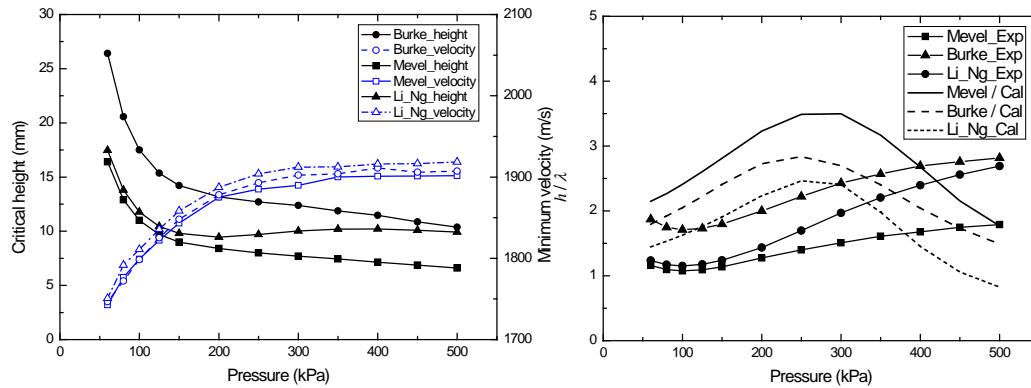 30
25
20
15
10
5
0
Critical height (mm)
0
100
200
300
400
500
Pressure (kPa)
2100
2000
1900
1800
1700
Minimum velocity (m/s)
Burke_height
Burke_velocity
Mevel_height
Mevel_velocity
Li_Ng_height
Li_Ng_velocity
h / λ
5
4
3
2
1
0
0
100
200
300
400
500
Pressure (kPa)
Mevel_Exp
Burke_Exp
Li_Ng_Exp
Mevel / Cal
Burke / Cal
Li_Ng_Cal